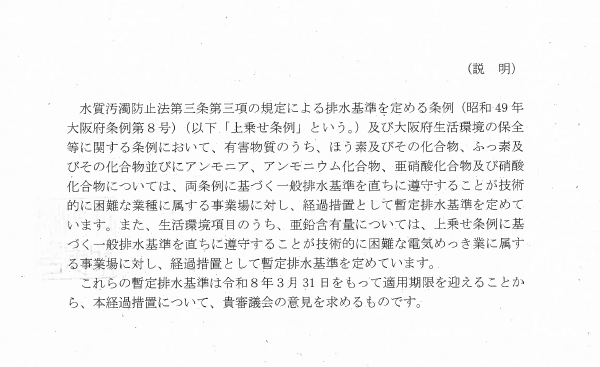 （説　明）
　水質汚濁防止法第三条第三項の規定による排水基準を定める条例（昭和 49 年
大阪府条例第８号）（以下「上乗せ条例」という。）及び大阪府生活環境の保全
等に関する条例において、有害物質のうち、ほう素及びその化合物、ふっ素及
びその化合物並びにアンモニア、アンモニウム化合物、亜硝酸化合物及び硝酸
化合物については、両条例に基づく一般排水基準を直ちに遵守することが技術
的に困難な業種に属する事業場に対し、経過措置として暫定排水基準を定めて
います。また、生活環境項目のうち、亜鉛含有量については、上乗せ条例に基
づく一般排水基準を直ちに遵守することが技術的に困難な電気めっき業に属す
る事業場に対し、経過措置として暫定排水基準を定めています。
　これらの暫定排水基準は令和８年３月 31 日をもって適用期限を迎えることか
ら、本経過措置について、貴審議会の意見を求めるものです。